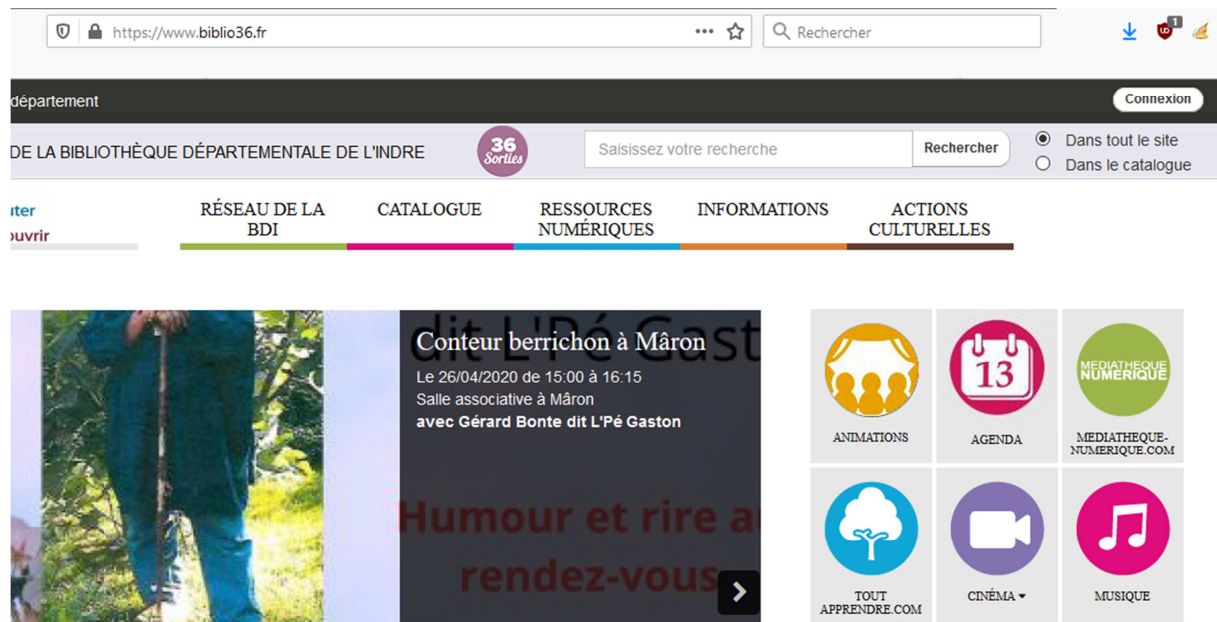 https://www.biblio36.fr
Rechercher
1
département
Connexion
DE LA BIBLIOTHÈQUE DÉPARTEMENTALE DE L'INDRE
36
Sorties
Saisissez votre recherche
Rechercher
Dans tout le site
Dans le catalogue
uter
ouvrir
RÉSEAU DE LA
BDI
CATALOGUE
RESSOURCES
NUMÉRIQUES
INFORMATIONS
ACTIONS
CULTURELLES
dit L'Pé Gast
Conteur berrichon à Mâron
Le 26/04/2020 de 15:00 à 16:15
Salle associative à Mâron
avec Gérard Bonte dit L'Pé Gaston
Humour et rire a
rendez-vous
13
MEDIATHEQUE
NUMERIQUE
ANIMATIONS
AGENDA
MEDIATHEQUE-
NUMERIQUE.COM
TOUT
APPRENDRE.COM
CINÉMA
MUSIQUE